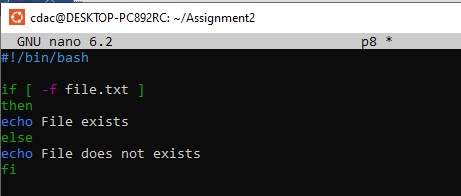 cdac@DESKTOP-PC892RC: ~/Assignment2
GNU nano 6.2 p8 *
#!/bin/bash
if [ -f file.txt ]
then
echo File exists
else
echo File does not exists
fi